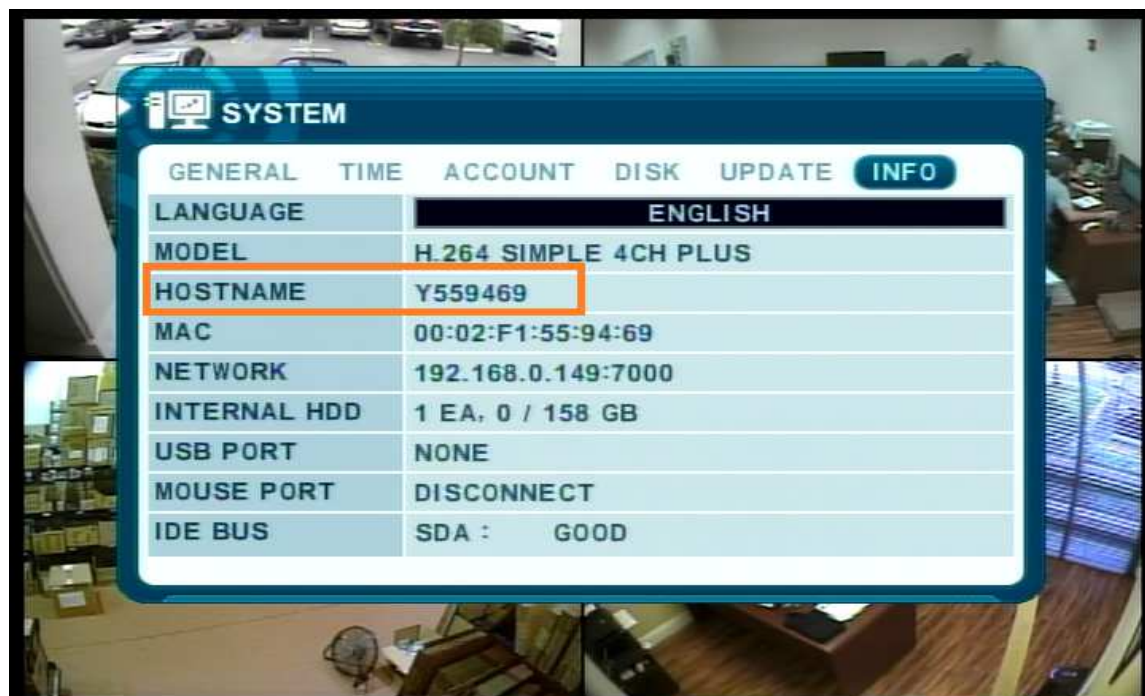 SYSTEM
GENERAL TIME ACCOUNT DISK UPDATE INFO
LANGUAGE ENGLISH
MODEL H.264 SIMPLE 4CH PLUS
HOSTNAME Y559469
MAC 00:02:F1:55:94:69
NETWORK 192.168.0.149:7000
INTERNAL HDD 1 EA, 0 / 158 GB
USB PORT NONE
MOUSE PORT DISCONNECT
IDE BUS SDA : GOOD